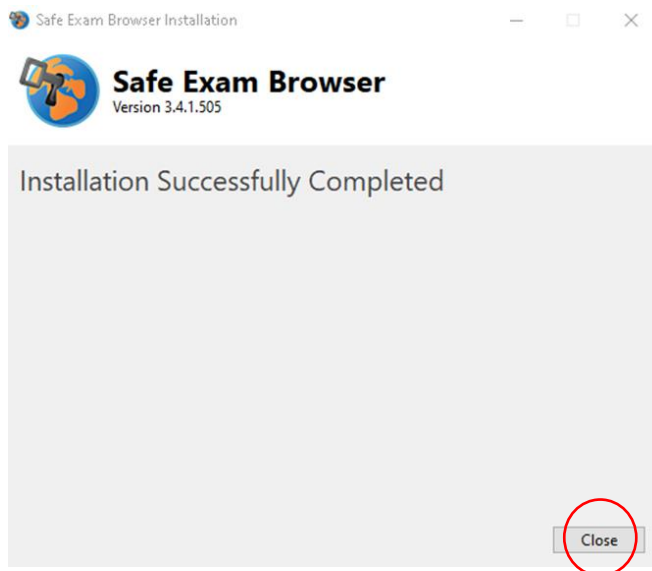 Safe Exam Browser Installation
Safe Exam Browser
Version 3.4.1.505
Installation Successfully Completed
Close